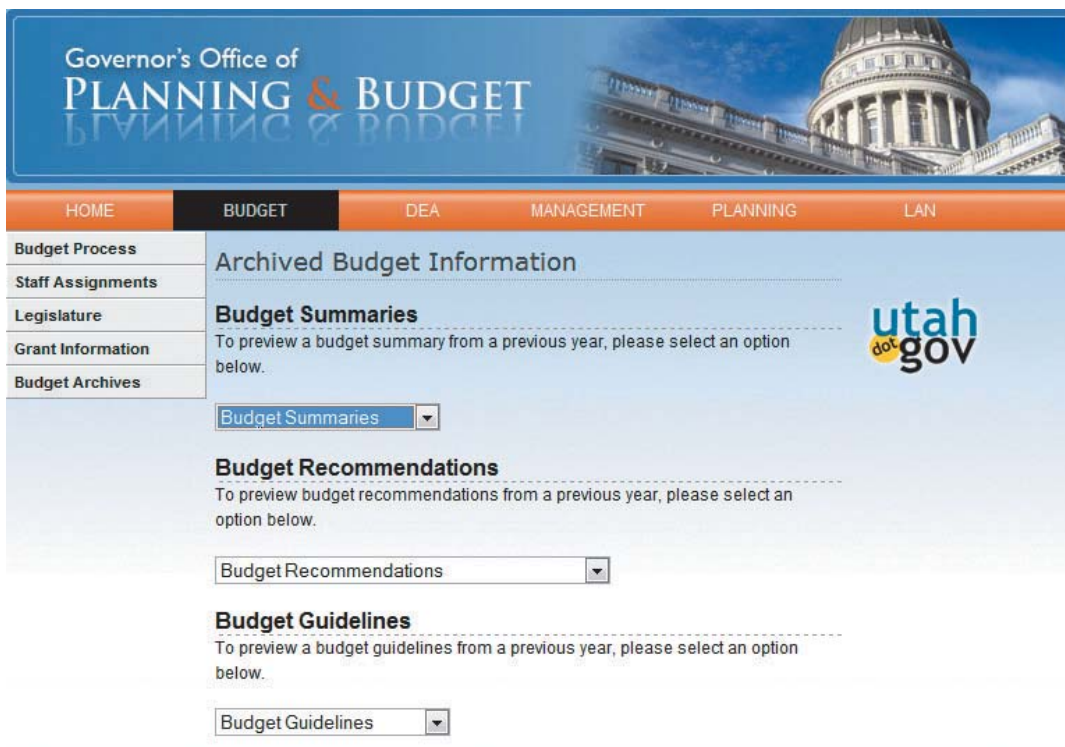 Governor's Office of
PLANNING & BUDGET
HOME BUDGET DEA MANAGEMENT PLANNING LAN
Budget Process
Staff Assignments
Legislature
Grant Information
Budget Archives
Archived Budget Information
Budget Summaries
To preview a budget summary from a previous year, please select an option
below.
Budget Summaries
Budget Recommendations
To preview budget recommendations from a previous year, please select an
option below.
Budget Recommendations
Budget Guidelines
To preview a budget guidelines from a previous year, please select an option
below.
Budget Guidelines
utah
dot gov